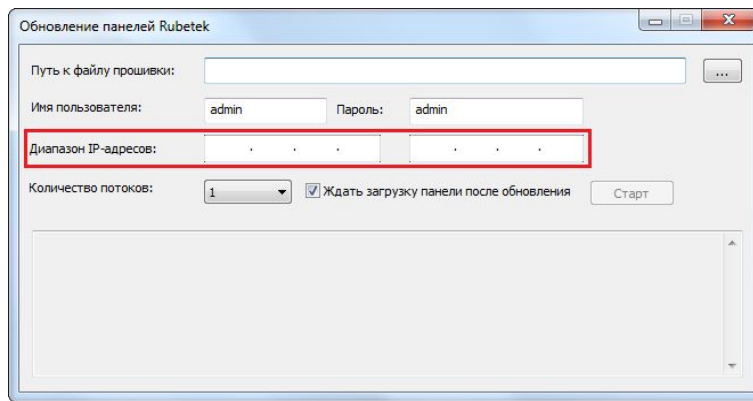 Обновление панелей Rubetek
Путь к файлу прошивки: ...
Имя пользователя: admin Пароль: admin
Диапазон IP-адресов: . . . . . .
Количество потоков: 1 Ждать загрузку панели после обновления Старт